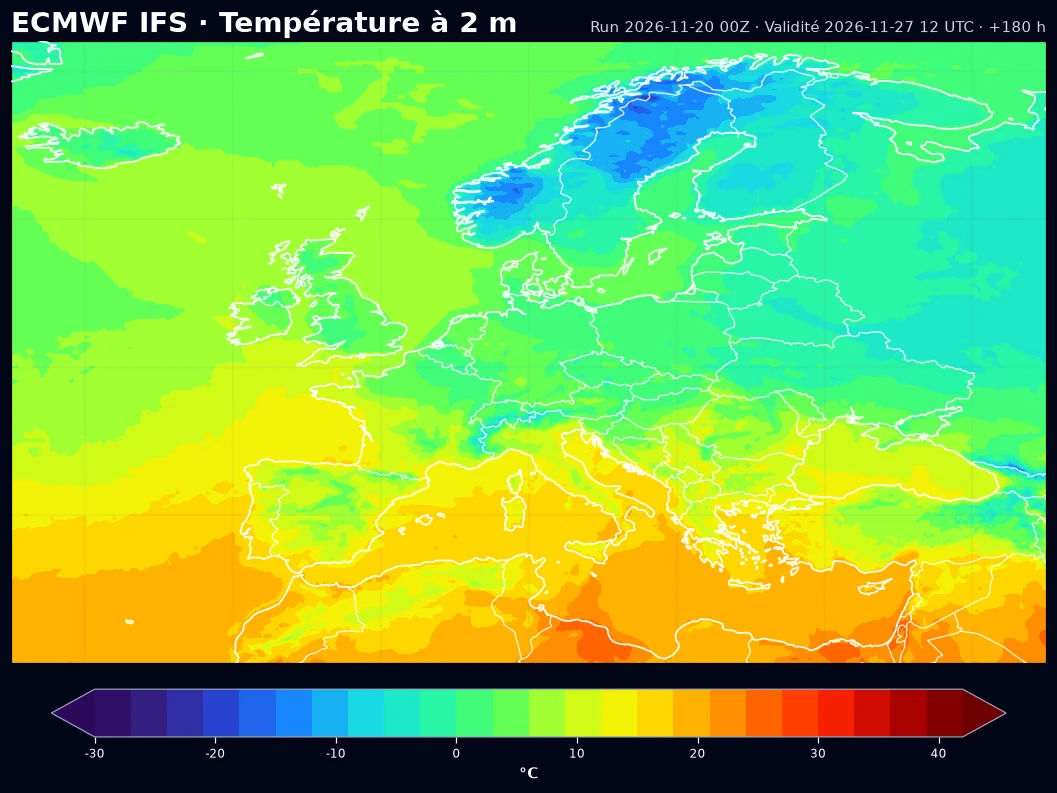 ECMWF IFS · Température à 2 m
Run 2026-11-20 00Z · Validité 2026-11-27 12 UTC · +180 h
-30 -20 -10 0 10 20 30 40
°C